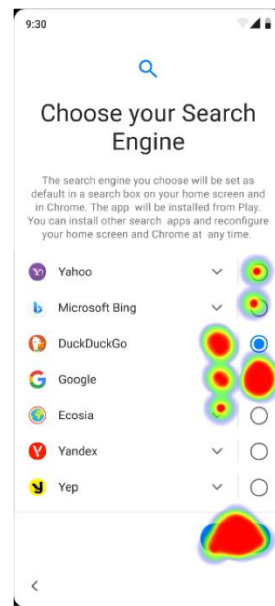 9:30
Choose your Search
Engine
The search engine you choose will be set as
default in a search box on your home screen and
in Chrome. The app will be installed from Play.
You can install other search apps and reconfigure
your home screen and Chrome at any time.
Yahoo
Microsoft Bing
DuckDuckGo
Google
Ecosia
Yandex
Yep